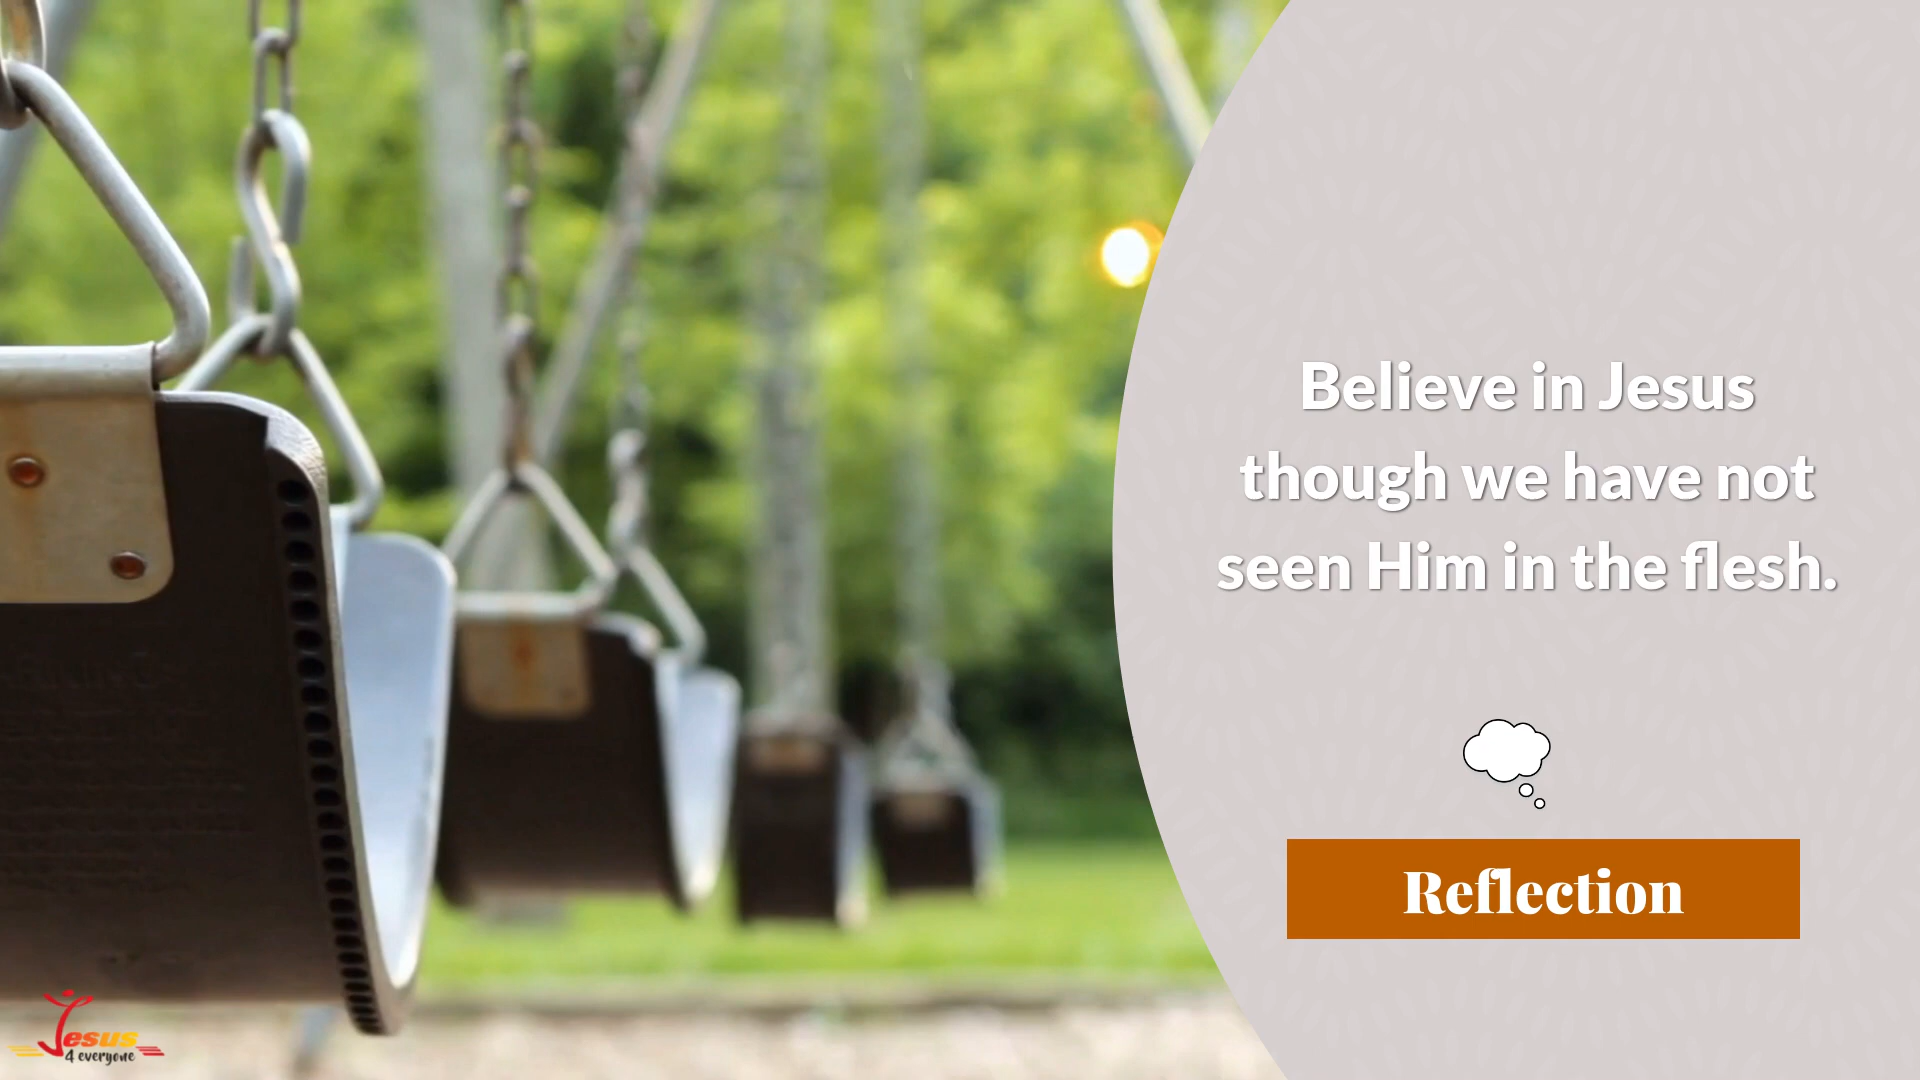 Believe in Jesus
though we have not
seen Him in the flesh.
Reflection
Jesus
4 everyone